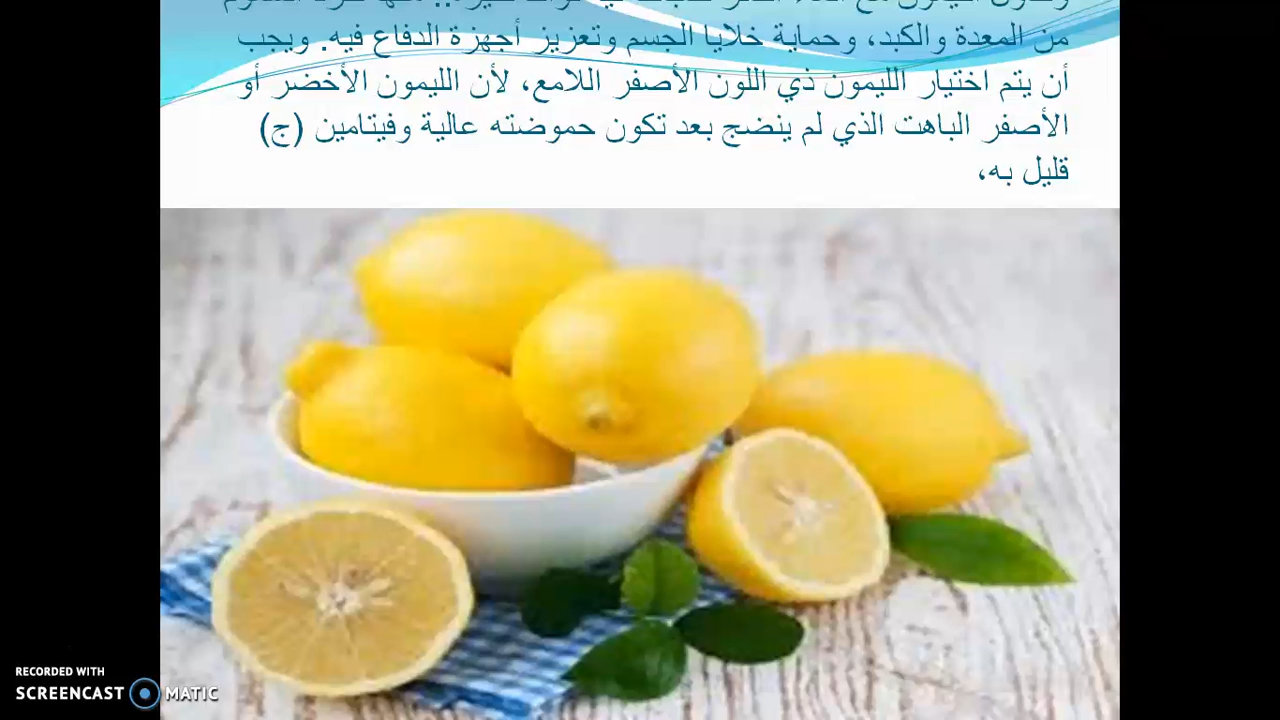 من المعدة والكبد، وحماية خلايا الجسم وتعزيز أجهزة الدفاع فيه. ويجب
أن يتم اختيار الليمون ذي اللون الأصفر اللامع، لأن الليمون الأخضر أو
الأصفر الباهت الذي لم ينضج بعد تكون حموضته عالية وفيتامين (ج)
قليل به،
RECORDED WITH
SCREENCAST MATIC